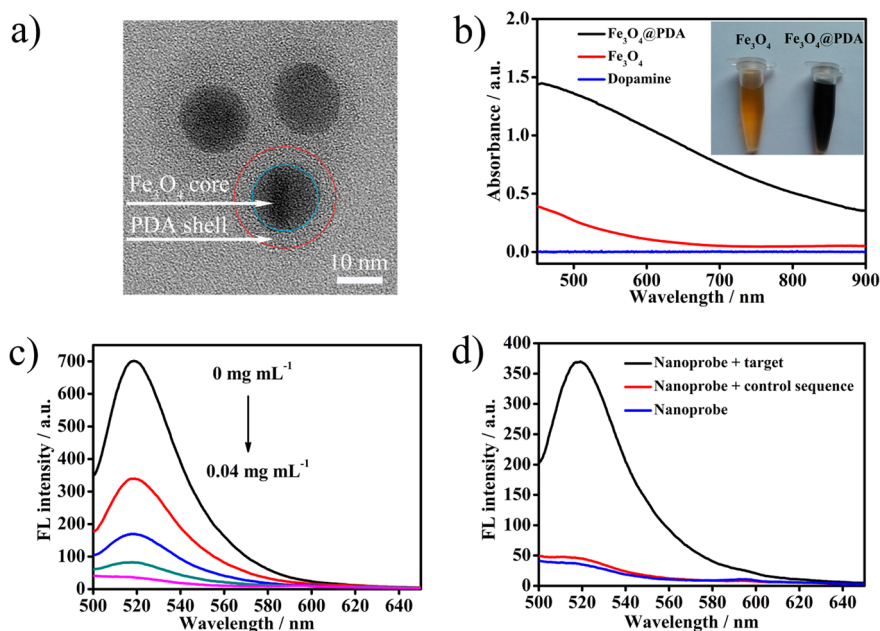 a)
Fe₃O₄ core
PDA shell
10 nm
b)
Fe₃O₄@PDA
Fe₃O₄
Dopamine
Fe₃O₄ Fe₃O₄@PDA
Absorbance / a.u.
2.0
1.5
1.0
0.5
0.0
500 600 700 800 900
Wavelength / nm
c)
0 mg mL⁻¹
0.04 mg mL⁻¹
FL intensity / a.u.
700
600
500
400
300
200
100
0
500 520 540 560 580 600 620 640
Wavelength / nm
d)
Nanoprobe + target
Nanoprobe + control sequence
Nanoprobe
FL intensity / a.u.
400
350
300
250
200
150
100
50
0
500 520 540 560 580 600 620 640
Wavelength / nm